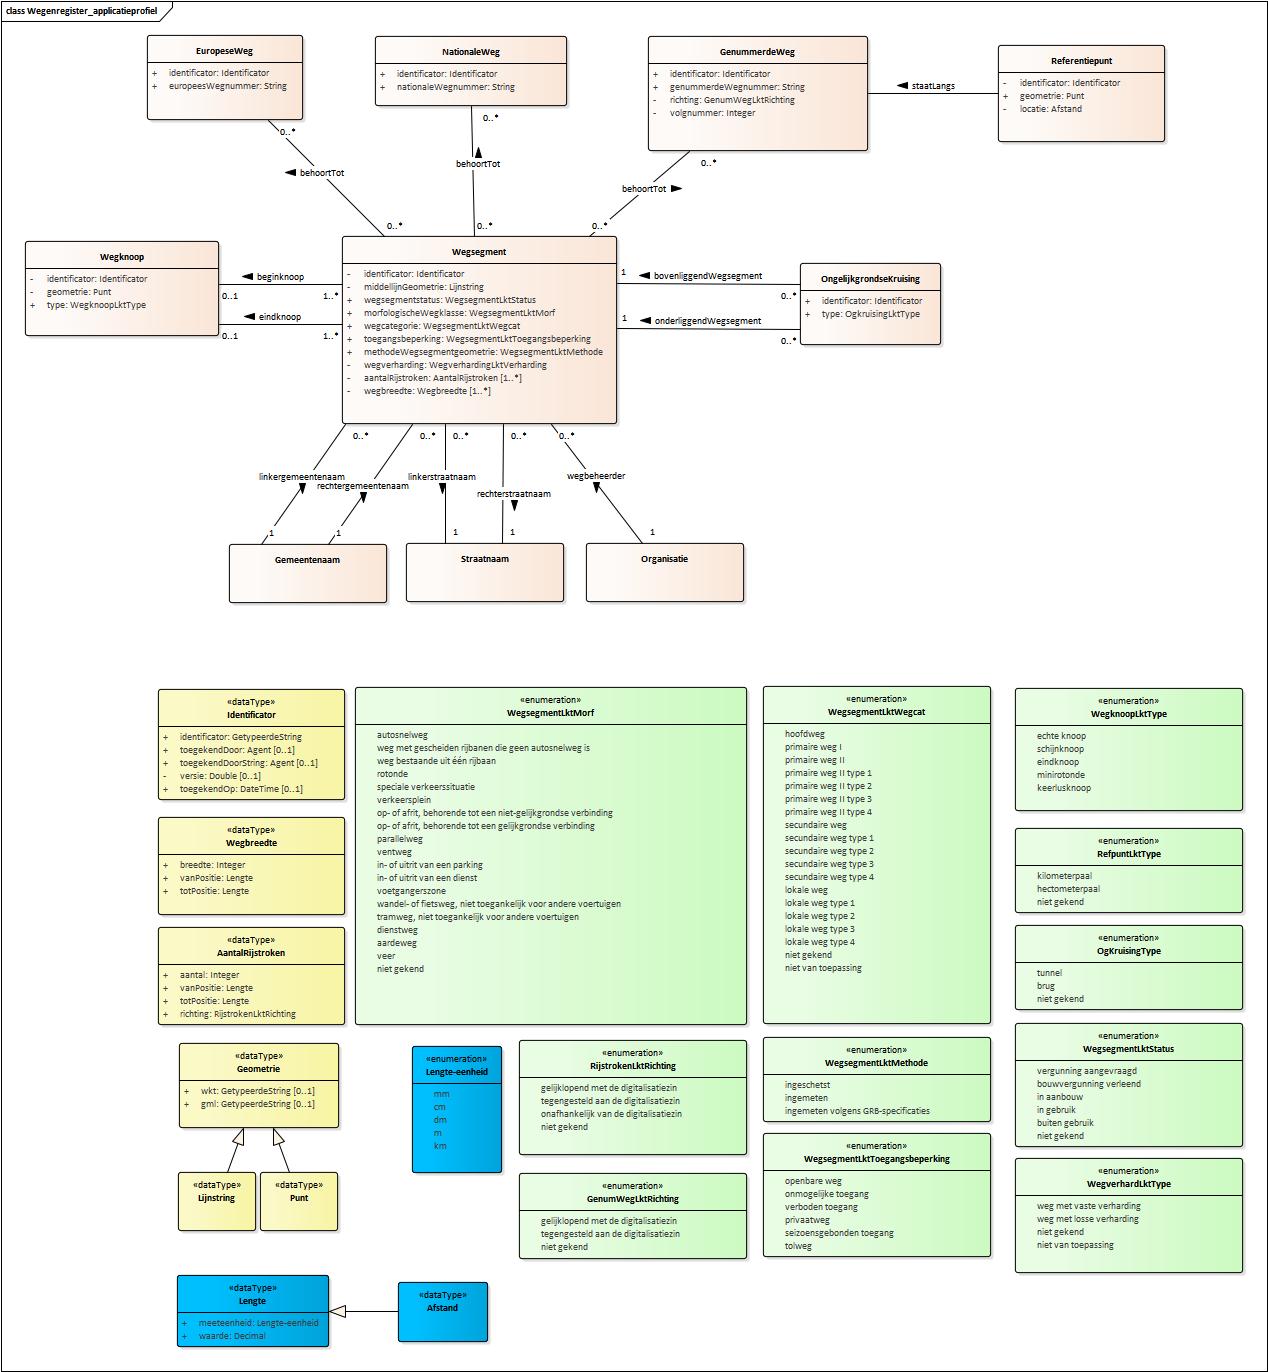 class Wegenregister_applicatieprofiel
EuropeseWeg
+ identificator: Identificator
+ europeesWegnummer: String
NationaleWeg
+ identificator: Identificator
+ nationaleWegnummer: String
GenummerdeWeg
+ identificator: Identificator
+ genummerdeWegnummer: String
- richting: GenumWegLktRichting
- volgnummer: Integer
Referentiepunt
- identificator: Identificator
+ geometrie: Punt
- locatie: Afstand
staatLangs
0..*
0..*
0..*
behoortTot
behoortTot
behoortTot
0..*
0..*
0..*
Wegknoop
- identificator: Identificator
- geometrie: Punt
+ type: WegknoopLktType
beginknoop
0..1
1..*
eindknoop
0..1
1..*
Wegsegment
- identificator: Identificator
- middellijnGeometrie: Lijnstring
+ wegsegmentstatus: WegsegmentLktStatus
+ morfologischeWegklasse: WegsegmentLktMorf
+ wegcategorie: WegsegmentLktWegcat
+ toegangsbeperking: WegsegmentLktToegangsbeperking
+ methodeWegsegmentgeometrie: WegsegmentLktMethode
- wegverharding: WegverhardingLktVerharding
- aantalRijstroken: AantalRijstroken [1..*]
- wegbreedte: Wegbreedte [1..*]
1
bovenliggendWegsegment
0..*
1
onderliggendWegsegment
0..*
OngelijkgrondseKruising
+ identificator: Identificator
+ type: OgkruisingLktType
0..*
0..*
0..*
0..*
0..*
linkergemeentenaam
rechtergemeentenaam
linkerstraatnaam
rechterstraatnaam
wegbeheerder
1
1
1
1
1
Gemeentenaam
Straatnaam
Organisatie
«dataType»
Identificator
+ identificator: GetypeerdeString
+ toegekendDoor: Agent [0..1]
+ toegekendDoorString: Agent [0..1]
- versie: Double [0..1]
+ toegekendOp: DateTime [0..1]
«dataType»
Wegbreedte
+ breedte: Integer
+ vanPositie: Lengte
+ totPositie: Lengte
«dataType»
AantalRijstroken
+ aantal: Integer
+ vanPositie: Lengte
+ totPositie: Lengte
+ richting: RijstrokenLktRichting
«enumeration»
WegsegmentLktMorf
autosnelweg
weg met gescheiden rijbanen die geen autosnelweg is
weg bestaande uit één rijbaan
rotonde
speciale verkeerssituatie
verkeersplein
op- of afrit, behorende tot een niet-gelijkgrondse verbinding
op- of afrit, behorende tot een gelijkgrondse verbinding
parallelweg
ventweg
in- of uitrit van een parking
in- of uitrit van een dienst
voetgangerszone
wandel- of fietsweg, niet toegankelijk voor andere voertuigen
tramweg, niet toegankelijk voor andere voertuigen
dienstweg
aardeweg
veer
niet gekend
«enumeration»
WegsegmentLktWegcat
hoofdweg
primaire weg I
primaire weg II
primaire weg II type 1
primaire weg II type 2
primaire weg II type 3
primaire weg II type 4
secundaire weg
secundaire weg type 1
secundaire weg type 2
secundaire weg type 3
secundaire weg type 4
lokale weg
lokale weg type 1
lokale weg type 2
lokale weg type 3
lokale weg type 4
niet gekend
niet van toepassing
«enumeration»
WegknoopLktType
echte knoop
schijnknoop
eindknoop
minirotonde
keerlusknoop
«enumeration»
RefpuntLktType
kilometerpaal
hectometerpaal
niet gekend
«enumeration»
OgKruisingType
tunnel
brug
niet gekend
«dataType»
Geometrie
+ wkt: GetypeerdeString [0..1]
+ gml: GetypeerdeString [0..1]
«dataType»
Lijnstring
«dataType»
Punt
«enumeration»
Lengte-eenheid
mm
cm
dm
m
km
«enumeration»
RijstrokenLktRichting
gelijklopend met de digitalisatiezin
tegengesteld aan de digitalisatiezin
onafhankelijk van de digitalisatiezin
niet gekend
«enumeration»
GenumWegLktRichting
gelijklopend met de digitalisatiezin
tegengesteld aan de digitalisatiezin
niet gekend
«enumeration»
WegsegmentLktMethode
ingeschetst
ingemeten
ingemeten volgens GRB-specificaties
«enumeration»
WegsegmentLktToegangsbeperking
openbare weg
onmogelijke toegang
verboden toegang
privaatweg
seizoensgebonden toegang
tolweg
«enumeration»
WegsegmentLktStatus
vergunning aangevraagd
bouwvergunning verleend
in aanbouw
in gebruik
buiten gebruik
niet gekend
«enumeration»
WegverhardLktType
weg met vaste verharding
weg met losse verharding
niet gekend
niet van toepassing
«dataType»
Lengte
+ meeteenheid: Lengte-eenheid
+ waarde: Decimal
«dataType»
Afstand